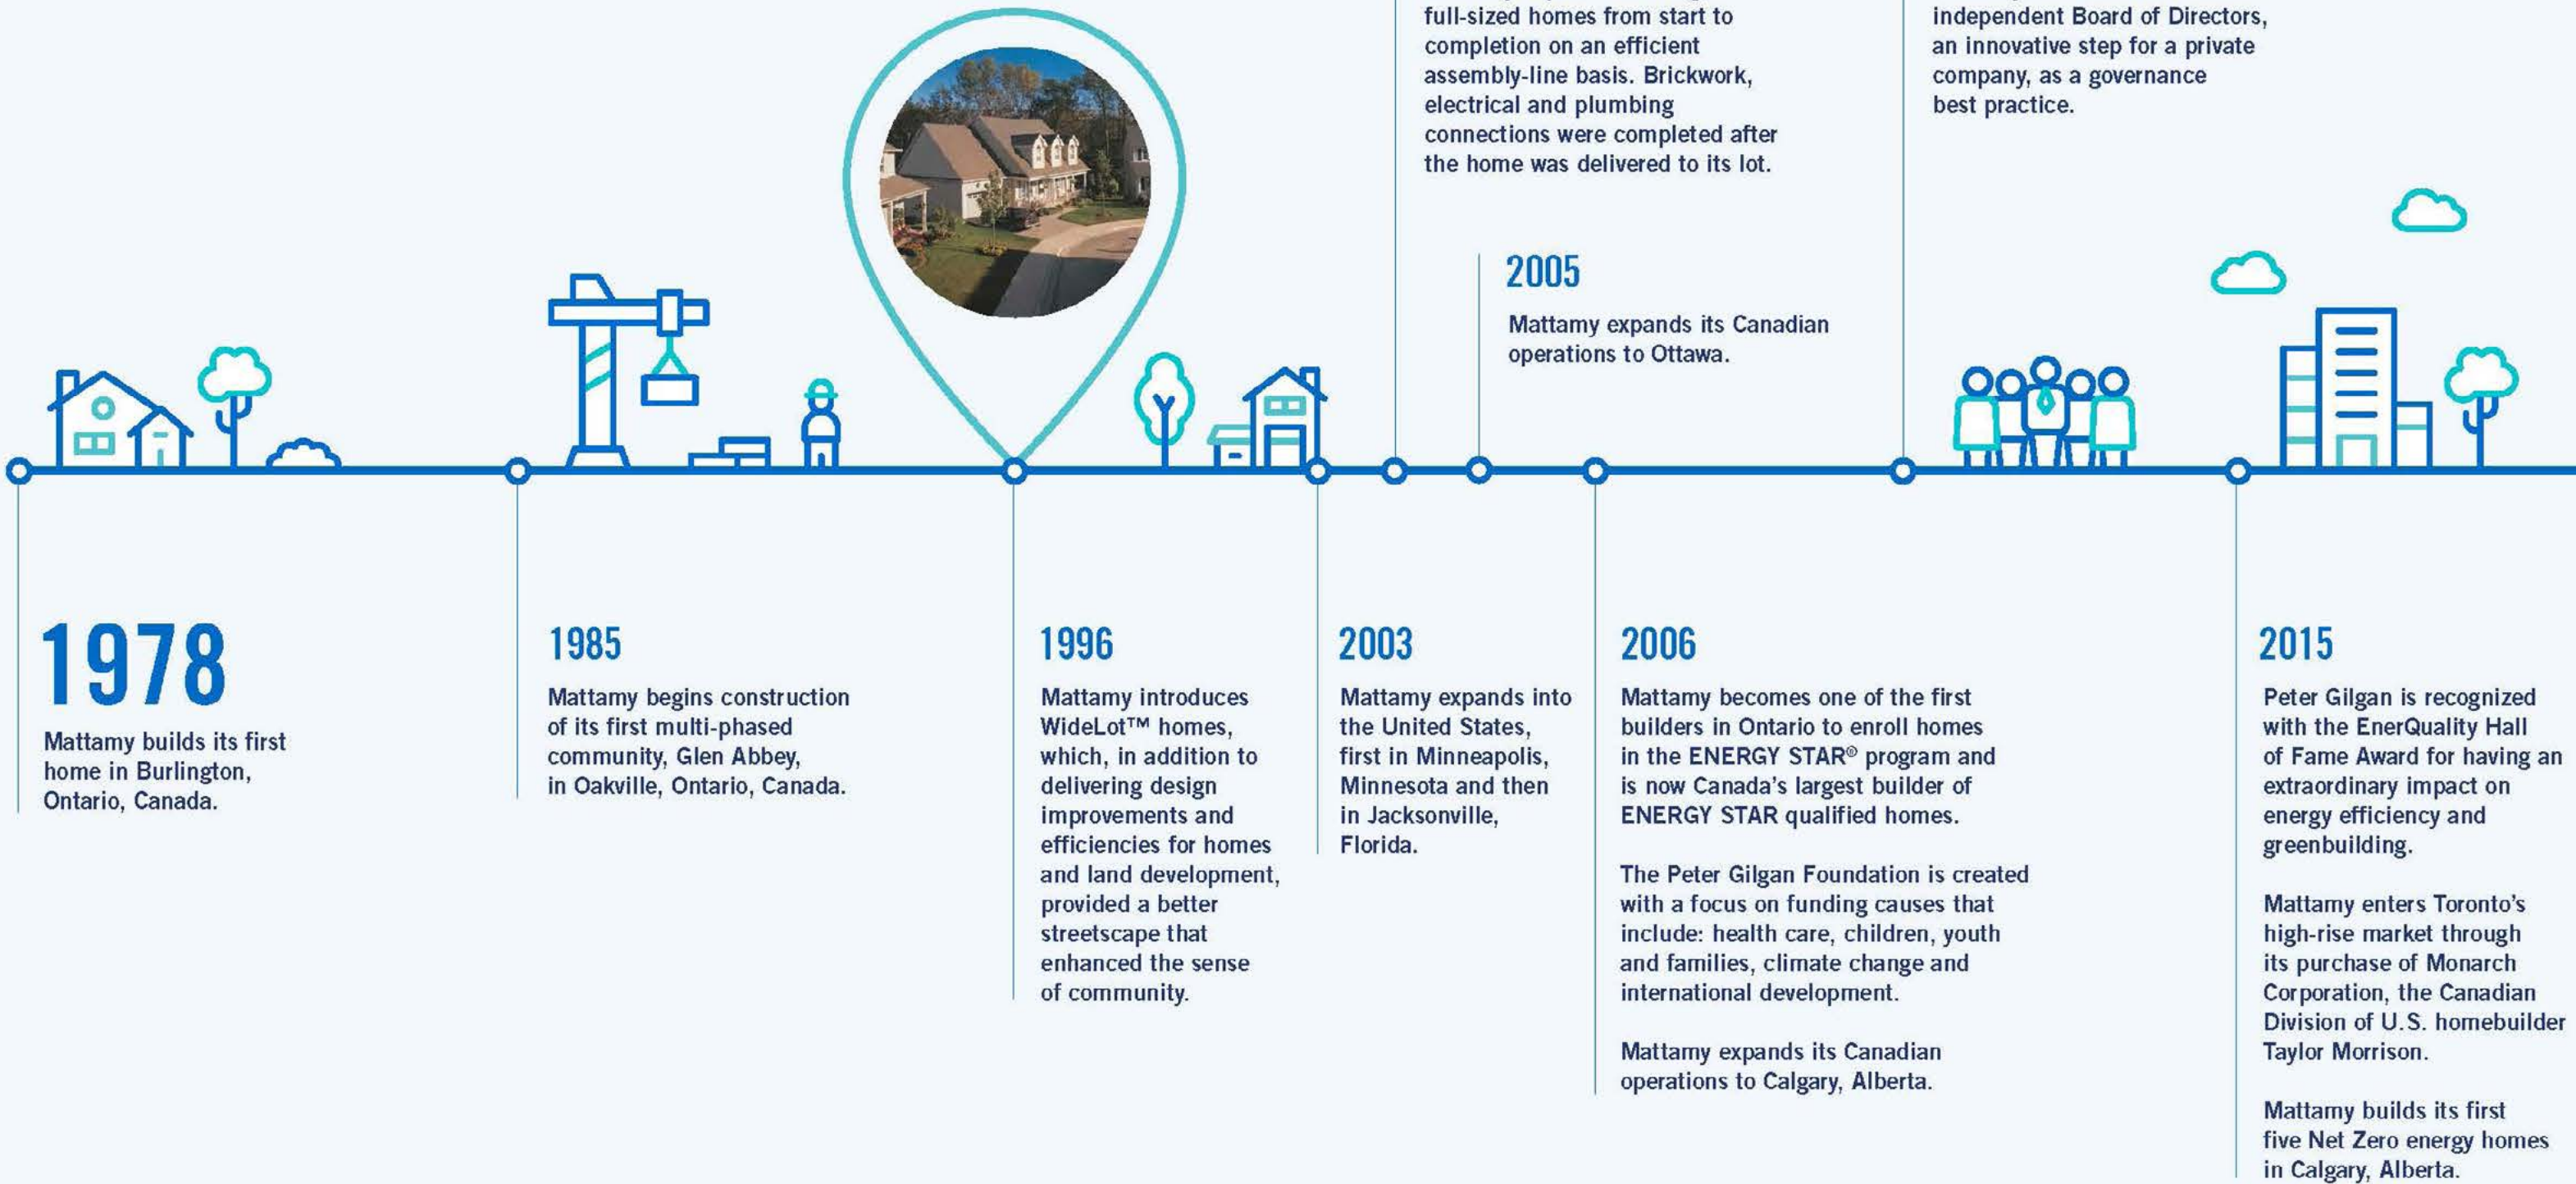 full-sized homes from start to
completion on an efficient
assembly-line basis. Brickwork,
electrical and plumbing
connections were completed after
the home was delivered to its lot.
independent Board of Directors,
an innovative step for a private
company, as a governance
best practice.
2005
Mattamy expands its Canadian
operations to Ottawa.
1978
Mattamy builds its first
home in Burlington,
Ontario, Canada.
1985
Mattamy begins construction
of its first multi-phased
community, Glen Abbey,
in Oakville, Ontario, Canada.
1996
Mattamy introduces
WideLot™ homes,
which, in addition to
delivering design
improvements and
efficiencies for homes
and land development,
provided a better
streetscape that
enhanced the sense
of community.
2003
Mattamy expands into
the United States,
first in Minneapolis,
Minnesota and then
in Jacksonville,
Florida.
2006
Mattamy becomes one of the first
builders in Ontario to enroll homes
in the ENERGY STAR® program and
is now Canada's largest builder of
ENERGY STAR qualified homes.
The Peter Gilgan Foundation is created
with a focus on funding causes that
include: health care, children, youth
and families, climate change and
international development.
Mattamy expands its Canadian
operations to Calgary, Alberta.
2015
Peter Gilgan is recognized
with the EnerQuality Hall
of Fame Award for having an
extraordinary impact on
energy efficiency and
greenbuilding.
Mattamy enters Toronto's
high-rise market through
its purchase of Monarch
Corporation, the Canadian
Division of U.S. homebuilder
Taylor Morrison.
Mattamy builds its first
five Net Zero energy homes
in Calgary, Alberta.